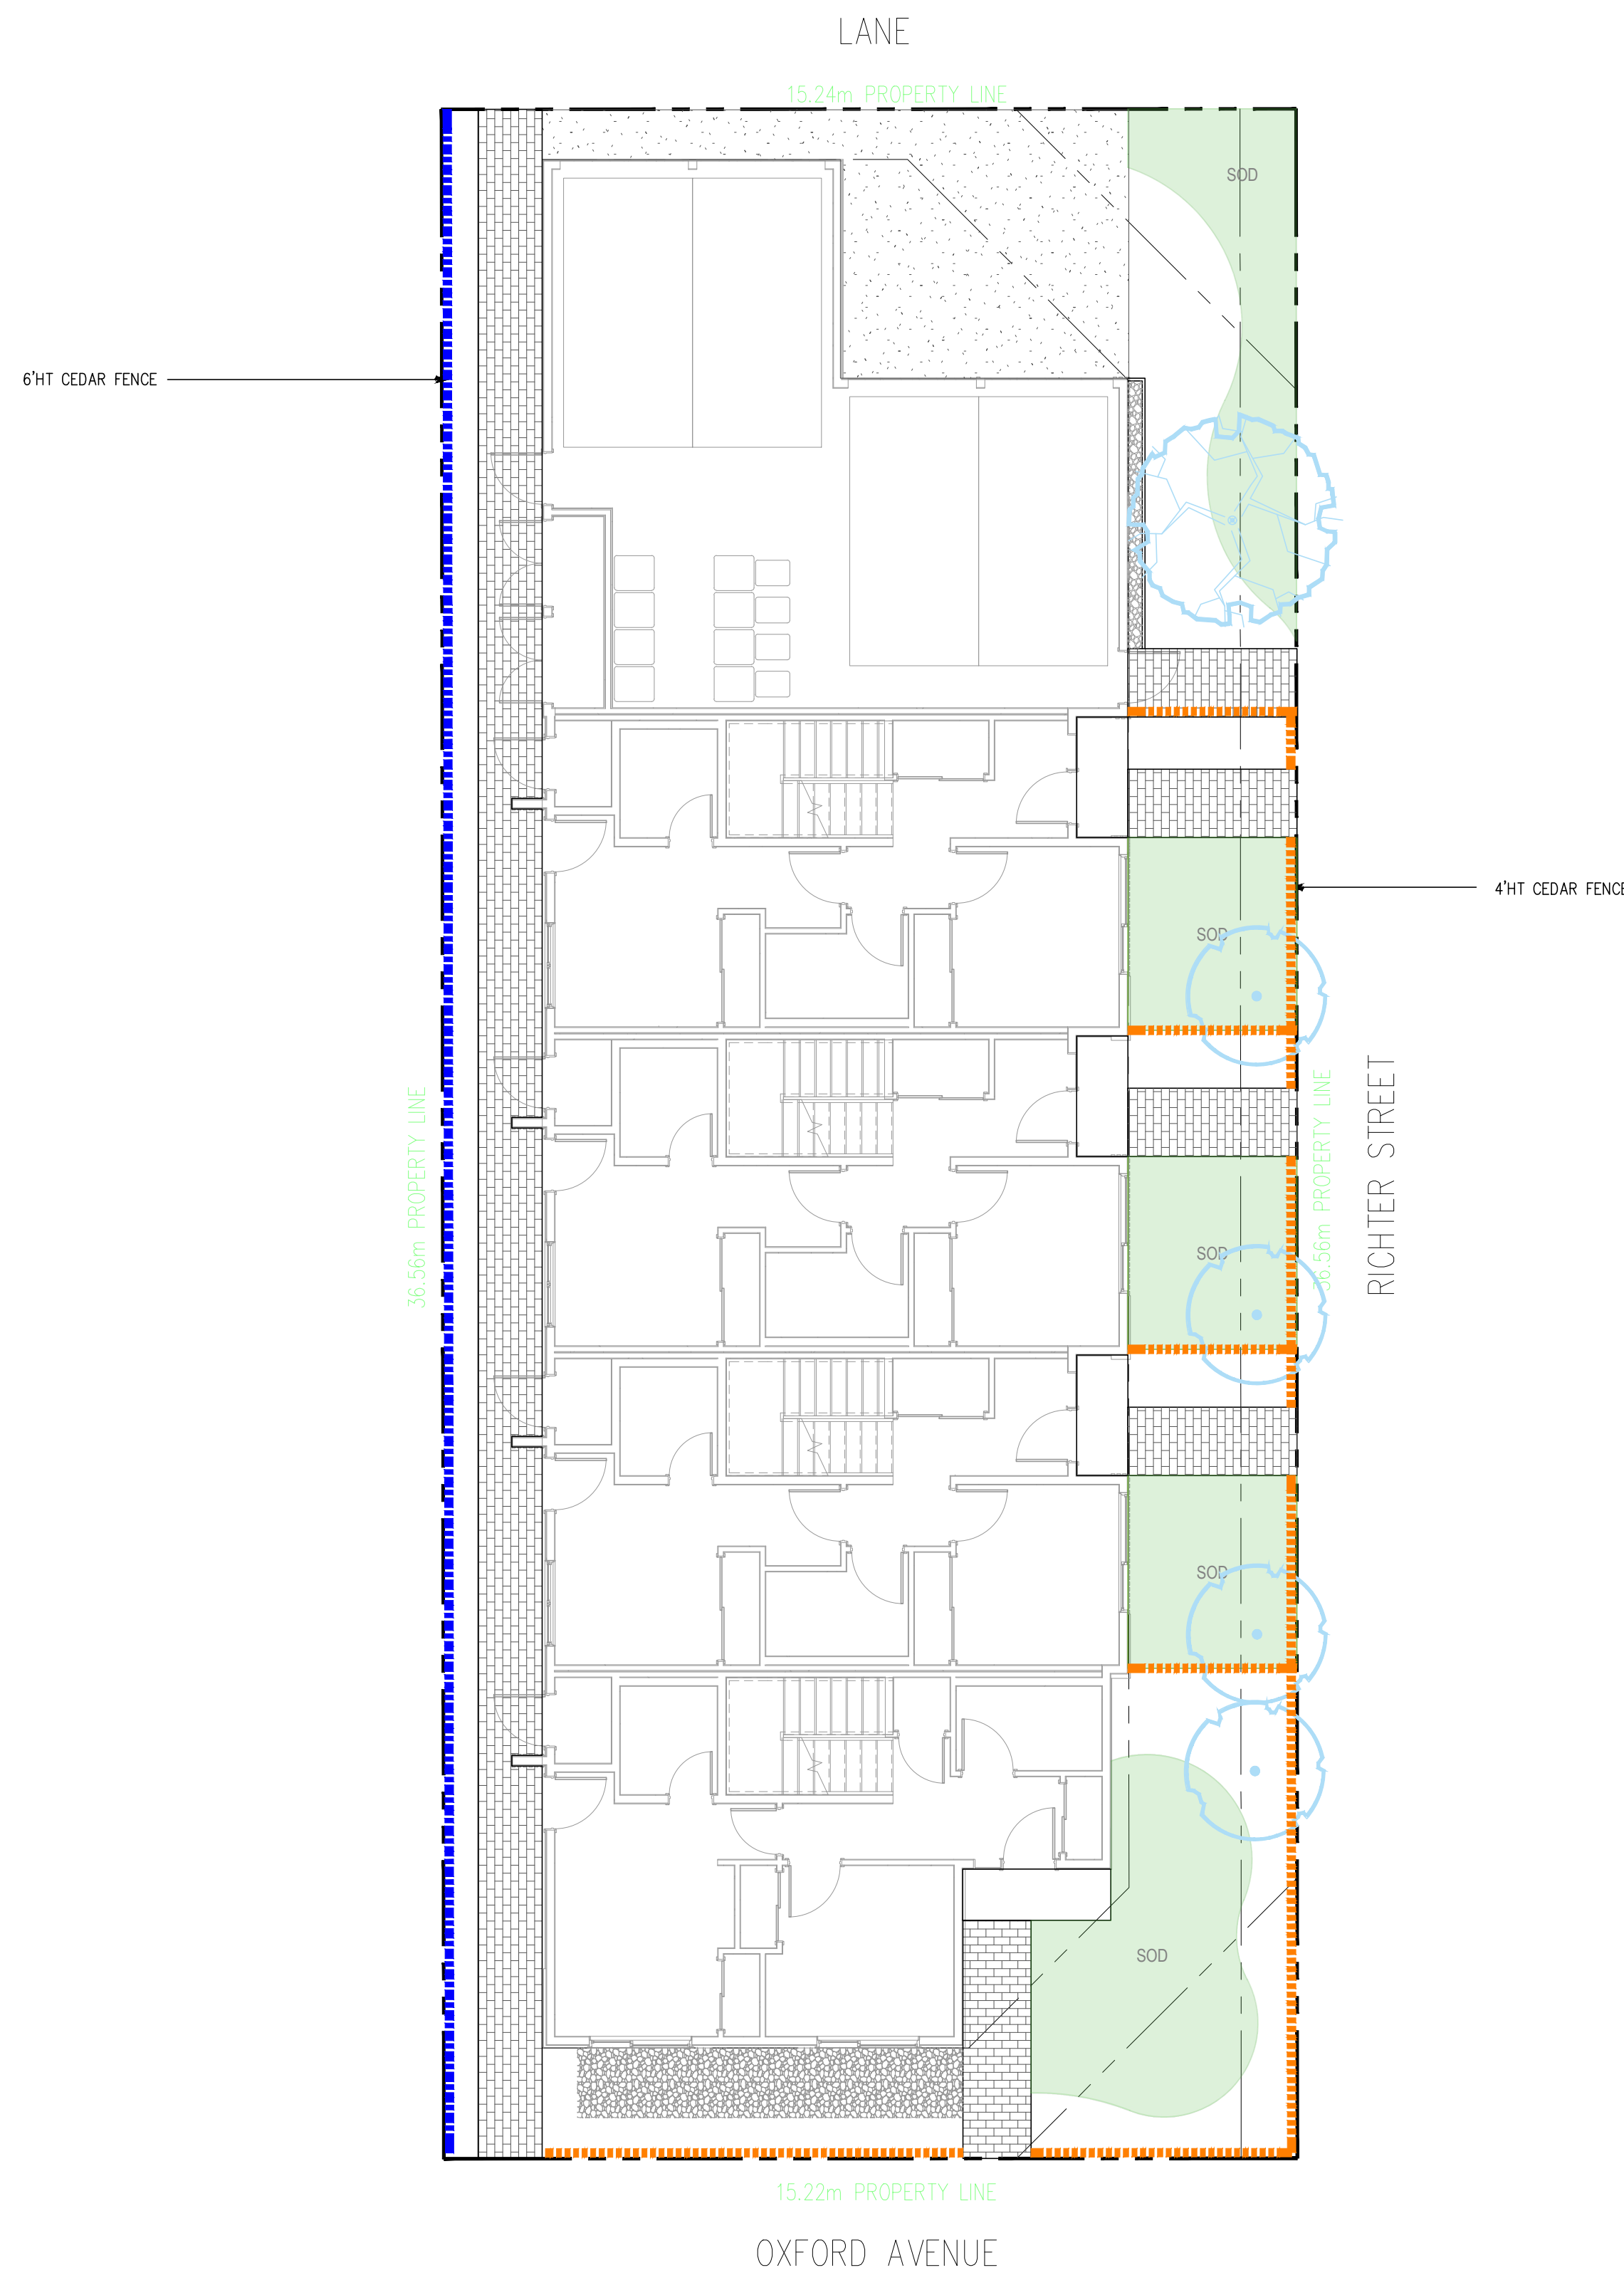 LANE
15.24m PROPERTY LINE
SOD
6'HT CEDAR FENCE
4'HT CEDAR FENCE
SOD
36.56m PROPERTY LINE
36.56m PROPERTY LINE
RICHTER STREET
SOD
SOD
SOD
15.22m PROPERTY LINE
OXFORD AVENUE